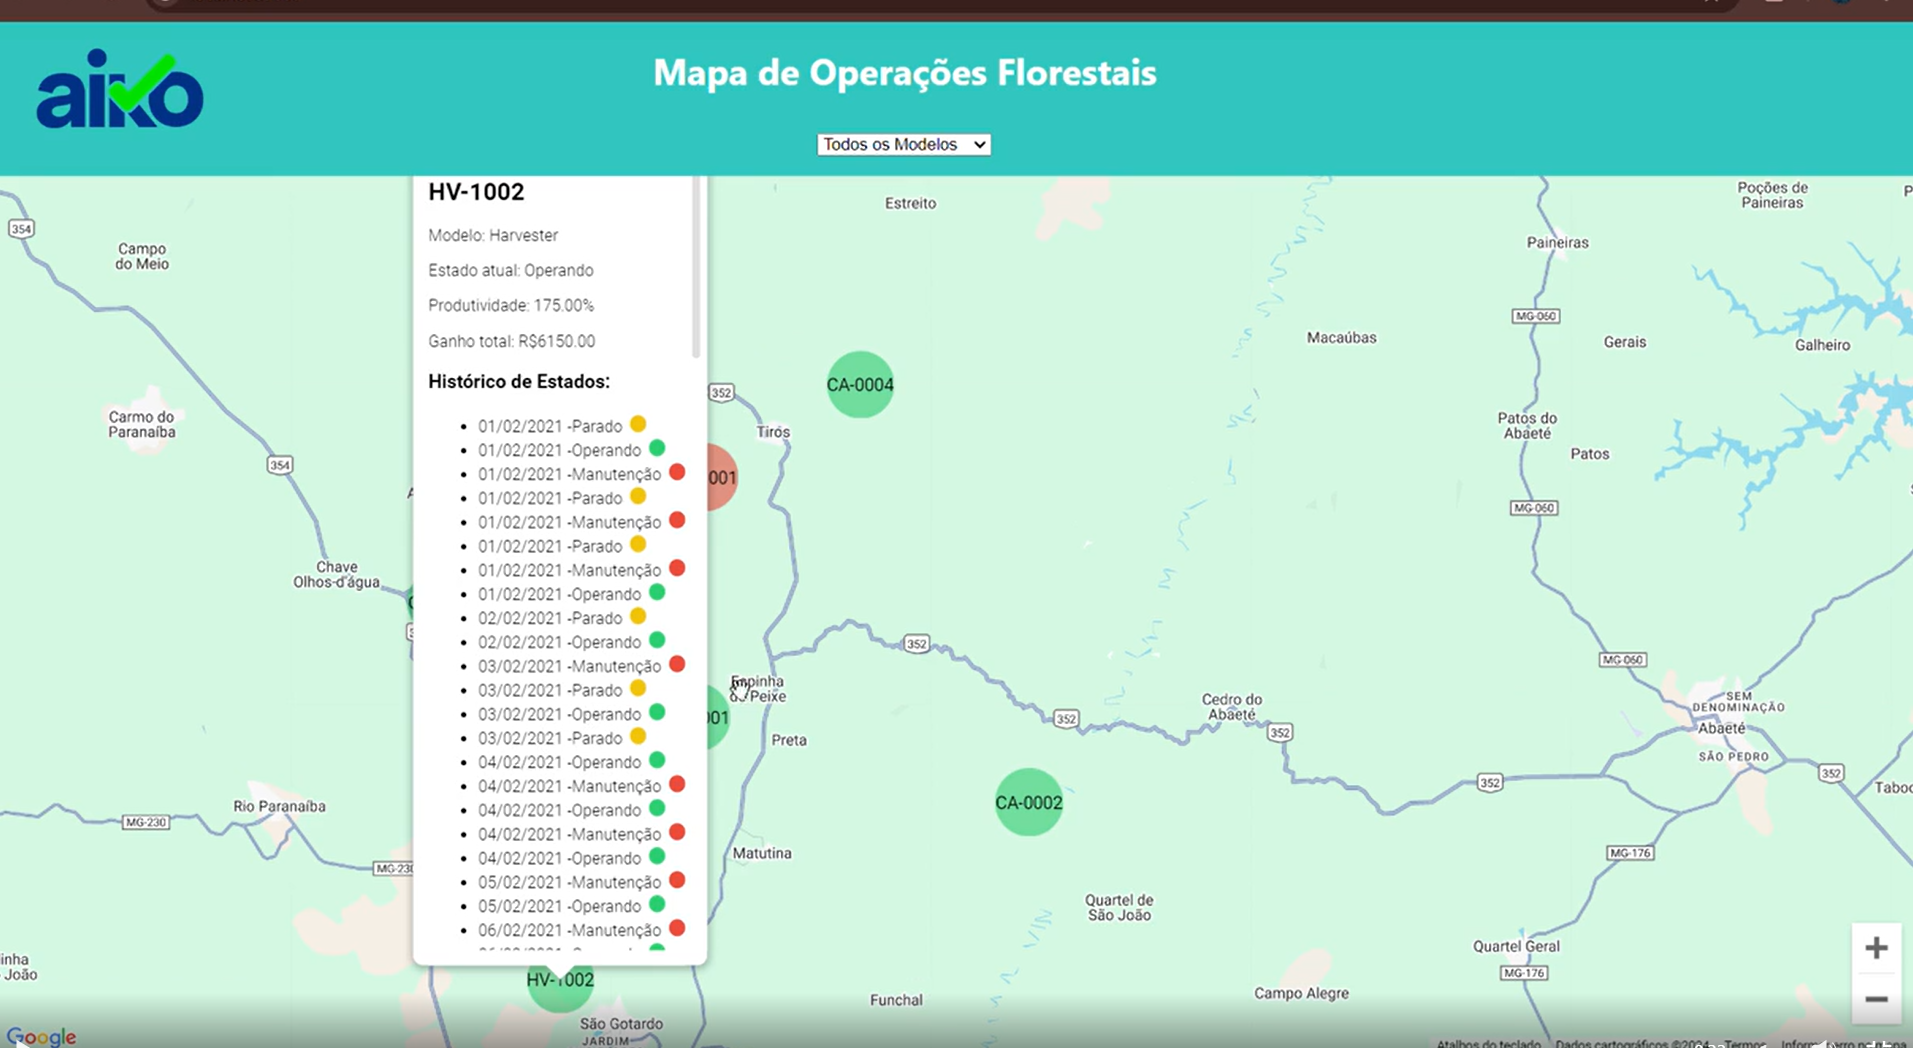 aiko
Mapa de Operações Florestais
Todos os Modelos
HV-1002
Modelo: Harvester
Estado atual: Operando
Produtividade: 175.00%
Ganho total: R$6150.00
Histórico de Estados:
01/02/2021 -Parado
01/02/2021 -Operando
01/02/2021 -Manutenção
01/02/2021 -Parado
01/02/2021 -Manutenção
01/02/2021 -Parado
01/02/2021 -Manutenção
01/02/2021 -Operando
02/02/2021 -Parado
02/02/2021 -Operando
03/02/2021 -Manutenção
03/02/2021 -Parado
03/02/2021 -Operando
03/02/2021 -Parado
04/02/2021 -Operando
04/02/2021 -Manutenção
04/02/2021 -Operando
04/02/2021 -Manutenção
04/02/2021 -Operando
05/02/2021 -Manutenção
05/02/2021 -Operando
06/02/2021 -Manutenção
HV-1002
354
Campo
do Meio
Carmo do
Paranaíba
354
Chave
Olhos-d'água
Rio Paranaíba
MG-230
MG-230
inha
João
São Gotardo
JARDIM
Google
Estreito
CA-0004
352
Tiros
001
001
Espinha
de Peixe
Preta
Matutina
352
352
CA-0002
Quartel de
São João
Funchal
Macaúbas
Cedro do
Abaeté
352
352
Campo Alegre
Poções de
Paineiras
Paineiras
MG-060
Gerais
Galheiro
Patos do
Abaeté
Patos
MG-060
MG-060
SEM
DENOMINAÇÃO
Abaeté
SÃO PEDRO
352
Taboc
MG-176
Quartel Geral
MG-176
Atalhos do teclado
Dados cartográficos ©2024
Termos